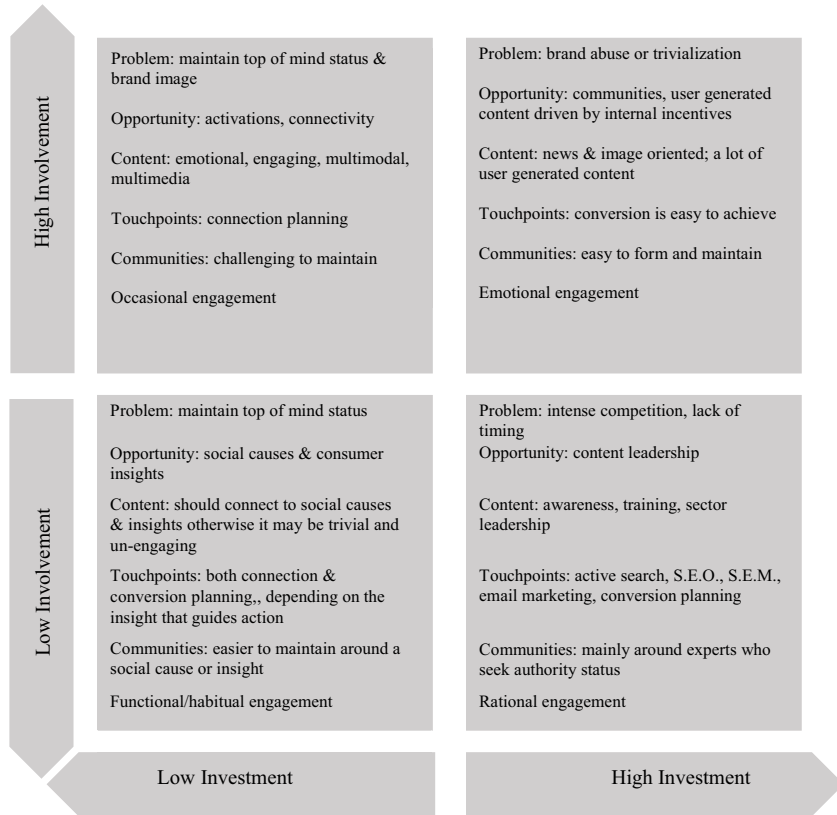 High Involvement
Problem: maintain top of mind status &
brand image
Opportunity: activations, connectivity
Content: emotional, engaging, multimodal,
multimedia
Touchpoints: connection planning
Communities: challenging to maintain
Occasional engagement
Problem: brand abuse or trivialization
Opportunity: communities, user generated
content driven by internal incentives
Content: news & image oriented; a lot of
user generated content
Touchpoints: conversion is easy to achieve
Communities: easy to form and maintain
Emotional engagement
Low Involvement
Problem: maintain top of mind status
Opportunity: social causes & consumer
insights
Content: should connect to social causes
& insights otherwise it may be trivial and
un-engaging
Touchpoints: both connection &
conversion planning,, depending on the
insight that guides action
Communities: easier to maintain around a
social cause or insight
Functional/habitual engagement
Problem: intense competition, lack of
timing
Opportunity: content leadership
Content: awareness, training, sector
leadership
Touchpoints: active search, S.E.O., S.E.M.,
email marketing, conversion planning
Communities: mainly around experts who
seek authority status
Rational engagement
Low Investment
High Investment